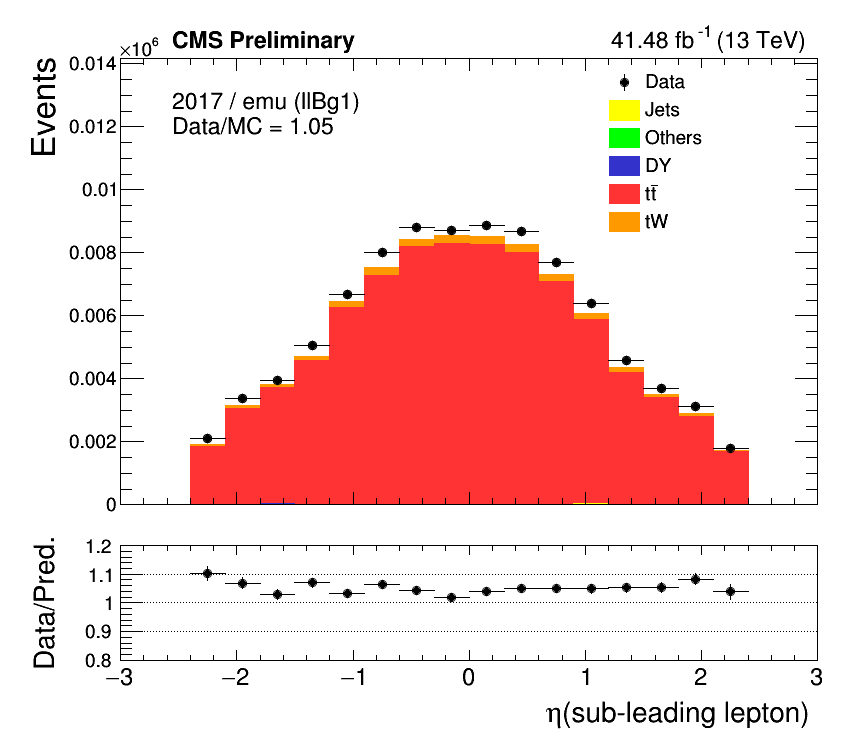 ×10⁶ CMS Preliminary 41.48 fb⁻¹ (13 TeV)
Events
0.014
0.012
0.01
0.008
0.006
0.004
0.002
0
2017 / emu (llBg1)
Data/MC = 1.05
Data
Jets
Others
DY
tt̄
tW
Data/Pred.
1.2
1.1
1
0.9
0.8
−3 −2 −1 0 1 2 3
η(sub-leading lepton)